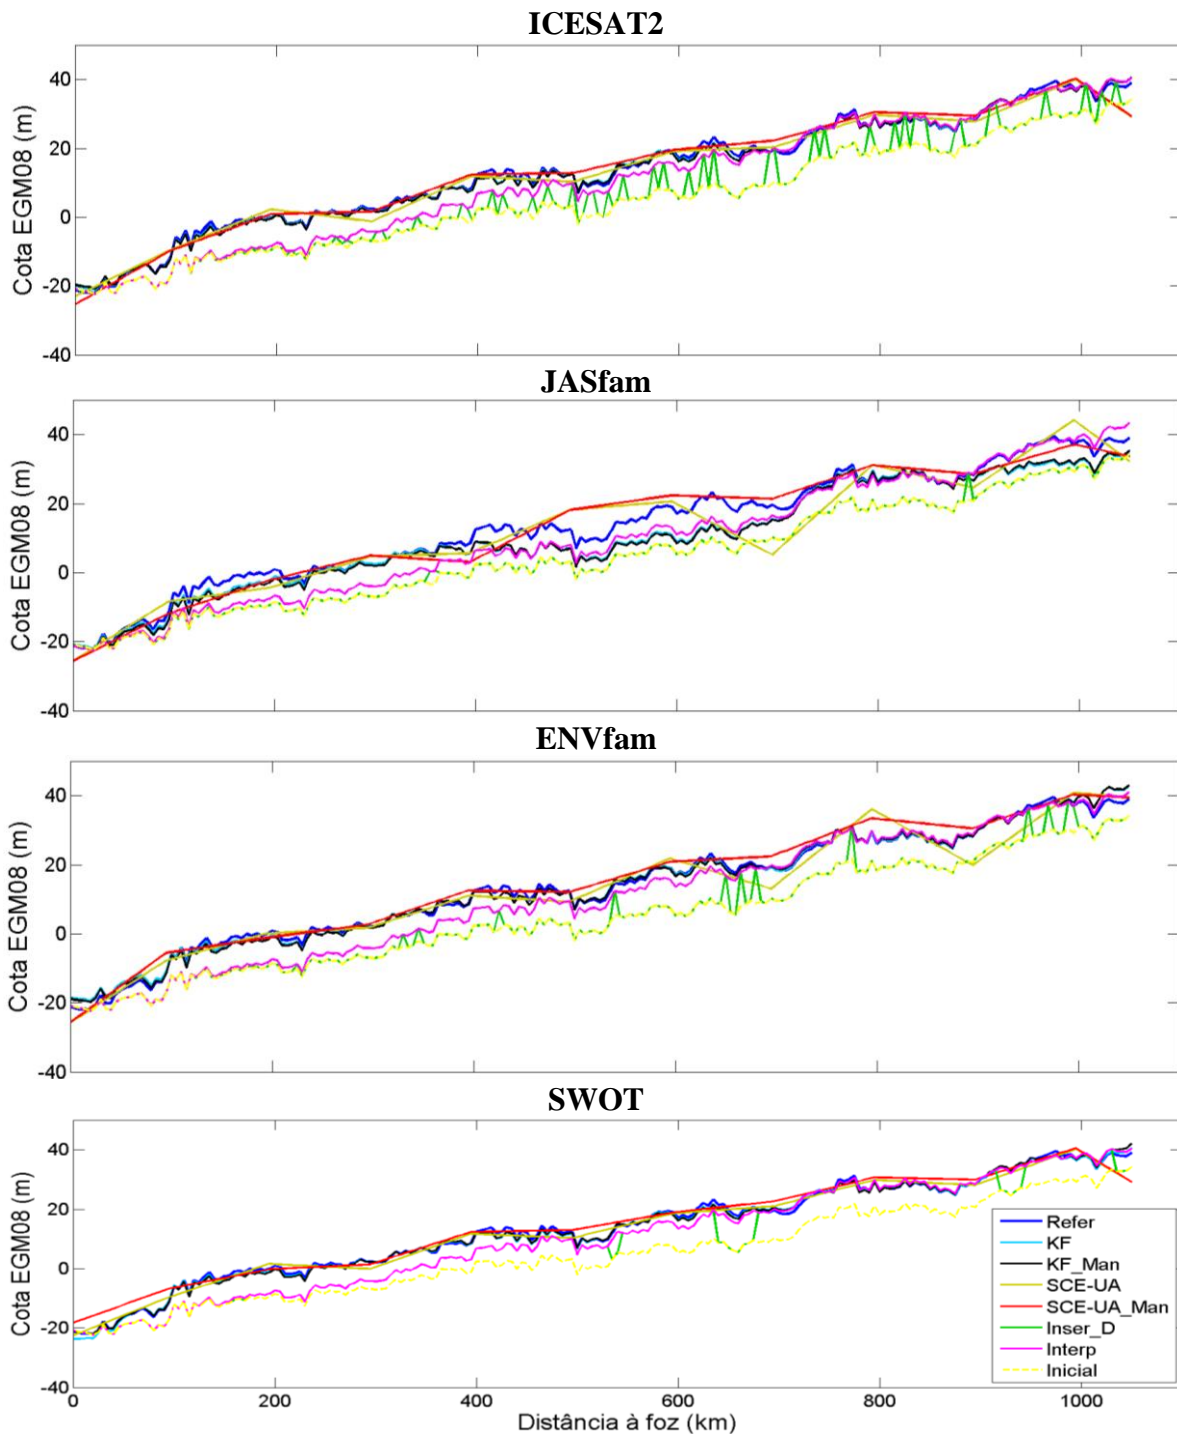 ICESAT2
40
20
0
-20
-40
Cota EGM08 (m)
JASfam
40
20
0
-20
-40
Cota EGM08 (m)
ENVfam
40
20
0
-20
-40
Cota EGM08 (m)
SWOT
40
20
0
-20
-40
Cota EGM08 (m)
Refer
KF
KF_Man
SCE-UA
SCE-UA_Man
Inser_D
Interp
Inicial
0 200 400 600 800 1000
Distância à foz (km)